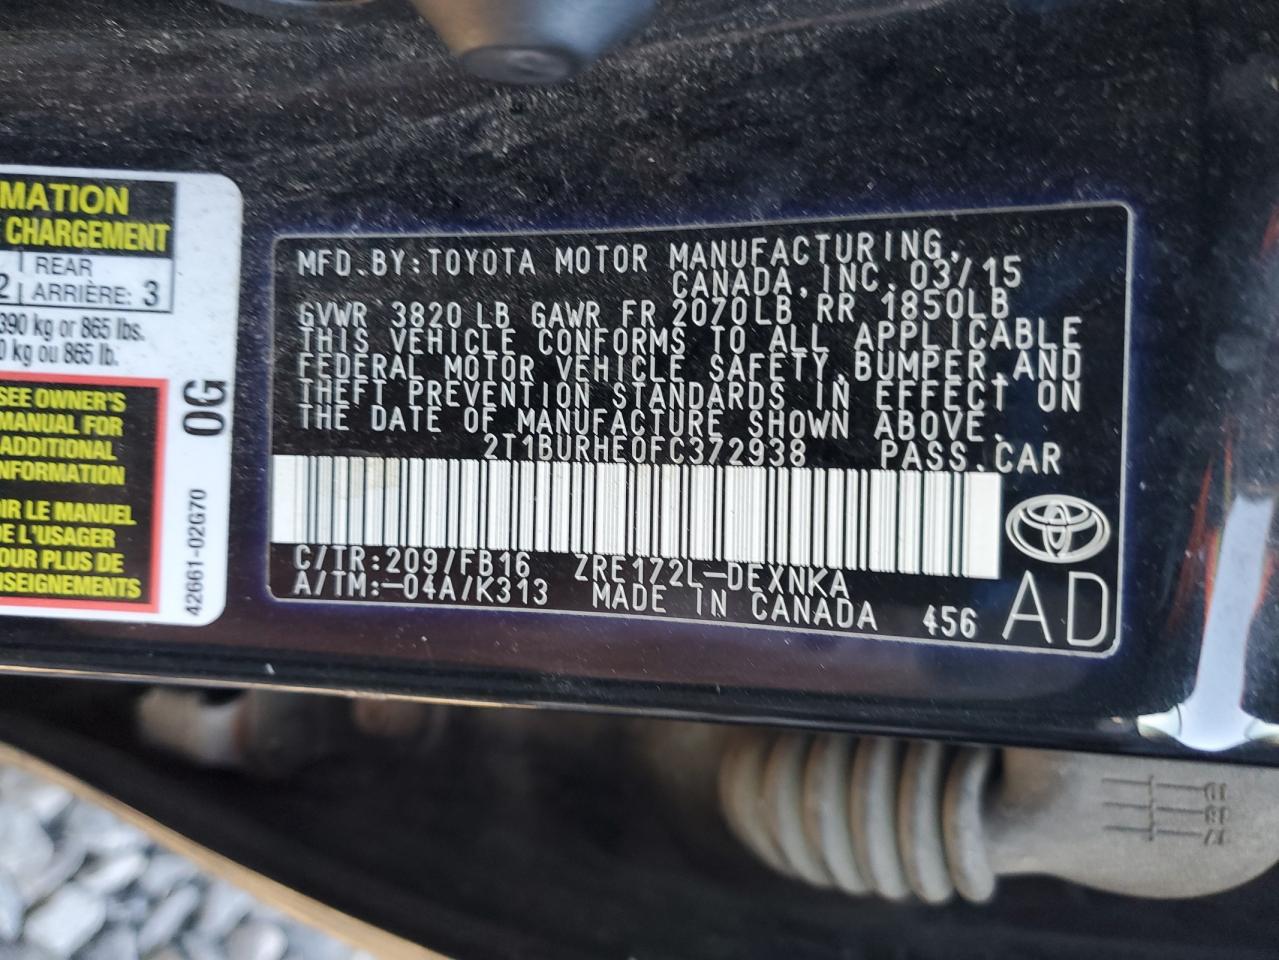 MATION
CHARGEMENT
2 REAR
ARRIÈRE: 3
390 kg or 865 lbs.
0 kg ou 865 lb.
SEE OWNER'S
MANUAL FOR
ADDITIONAL
NFORMATION
IR LE MANUEL
DE L'USAGER
POUR PLUS DE
NSEIGNEMENTS
0G
42661-02G70
MFD.BY:TOYOTA MOTOR MANUFACTURING,
CANADA,INC.03/15
GVWR 3820 LB GAWR FR 2070LB RR 1850LB
THIS VEHICLE CONFORMS TO ALL APPLICABLE
FEDERAL MOTOR VEHICLE SAFETY,BUMPER,AND
THEFT PREVENTION STANDARDS IN EFFECT ON
THE DATE OF MANUFACTURE SHOWN ABOVE.
2T1BURHE0FC372938 PASS.CAR
C/TR:209/FB16 ZRE172L-DEXNKA
A/TM:-04A/K313 MADE IN CANADA 456 AD